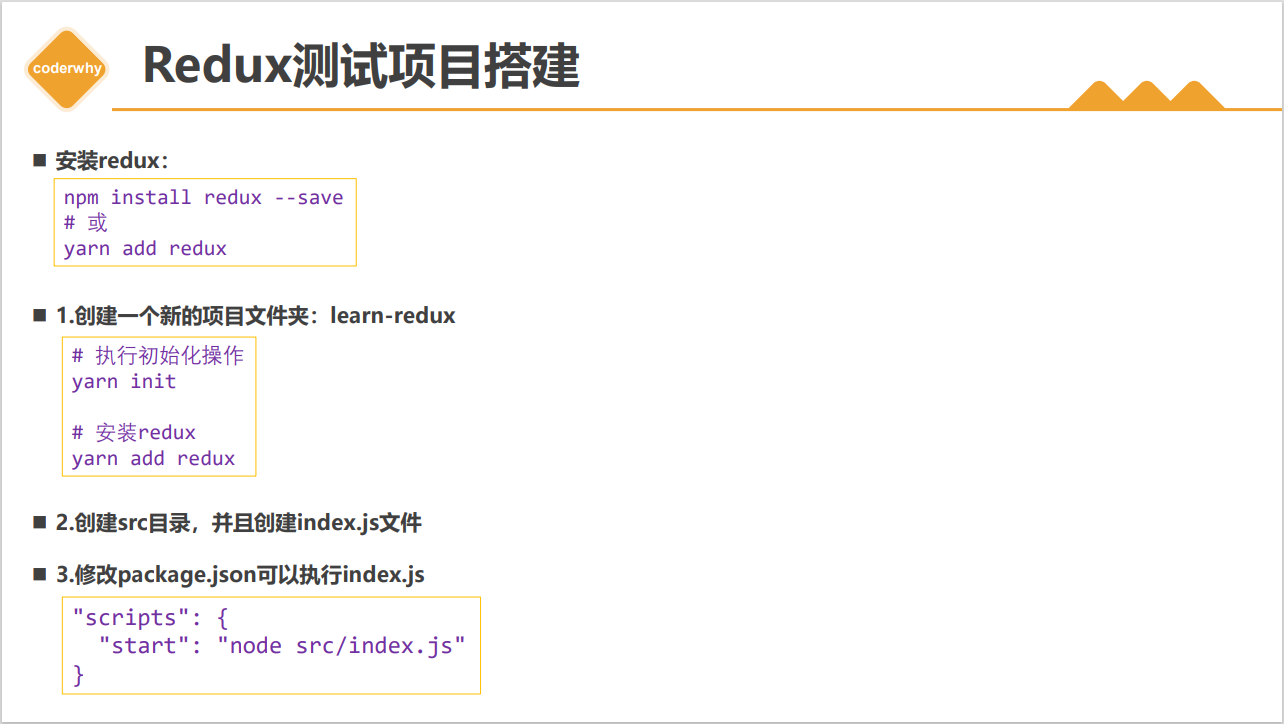 coderwhy
Redux测试项目搭建
安装redux：
npm install redux --save
# 或
yarn add redux
1.创建一个新的项目文件夹：learn-redux
# 执行初始化操作
yarn init
# 安装redux
yarn add redux
2.创建src目录，并且创建index.js文件
3.修改package.json可以执行index.js
"scripts": {
  "start": "node src/index.js"
}